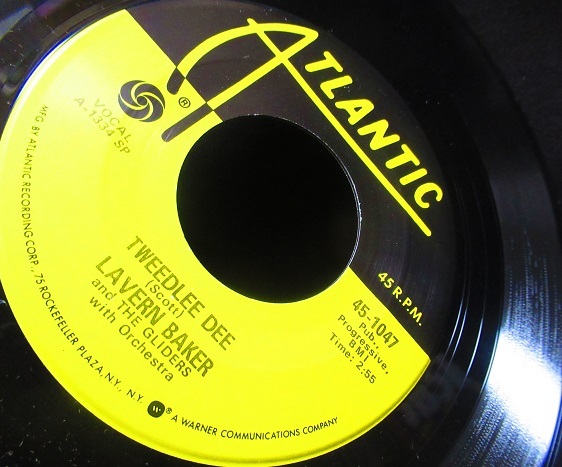 ATLANTIC
®
VOCAL
A-1334 SP
45 R.P.M.
45-1047
Pub.,
Progressive,
BMI
Time: 2:55
TWEEDLEE DEE
(Scott)
LAVERN BAKER
and THE GLIDERS
with Orchestra
MFG BY ATLANTIC RECORDING CORP., 75 ROCKEFELLER PLAZA, N.Y., N.Y. W ® A WARNER COMMUNICATIONS COMPANY